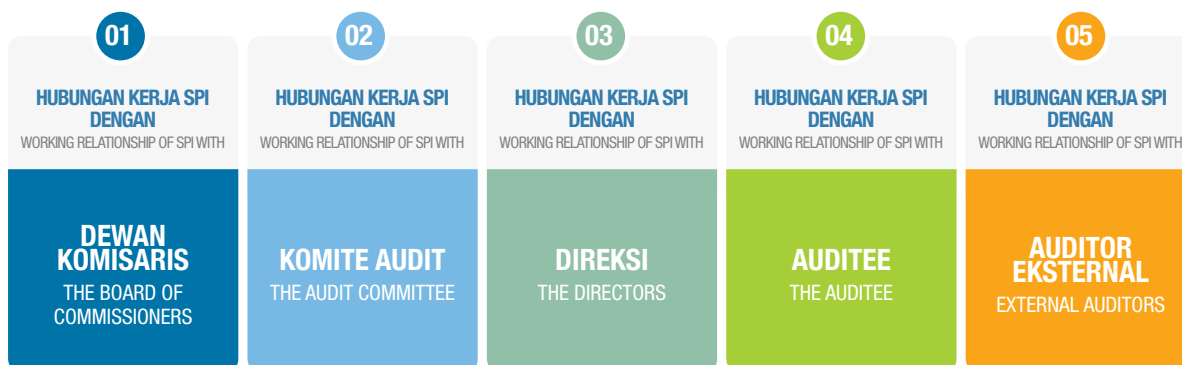 01
HUBUNGAN KERJA SPI
DENGAN
WORKING RELATIONSHIP OF SPI WITH
DEWAN
KOMISARIS
THE BOARD OF
COMMISSIONERS
02
HUBUNGAN KERJA SPI
DENGAN
WORKING RELATIONSHIP OF SPI WITH
KOMITE AUDIT
THE AUDIT COMMITTEE
03
HUBUNGAN KERJA SPI
DENGAN
WORKING RELATIONSHIP OF SPI WITH
DIREKSI
THE DIRECTORS
04
HUBUNGAN KERJA SPI
DENGAN
WORKING RELATIONSHIP OF SPI WITH
AUDITEE
THE AUDITEE
05
HUBUNGAN KERJA SPI
DENGAN
WORKING RELATIONSHIP OF SPI WITH
AUDITOR
EKSTERNAL
EXTERNAL AUDITORS